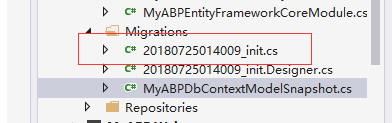 MyABPEntityFrameworkCoreModule.cs
Migrations
20180725014009_init.cs
20180725014009_init.Designer.cs
MyABPDbContextModelSnapshot.cs
Repositories